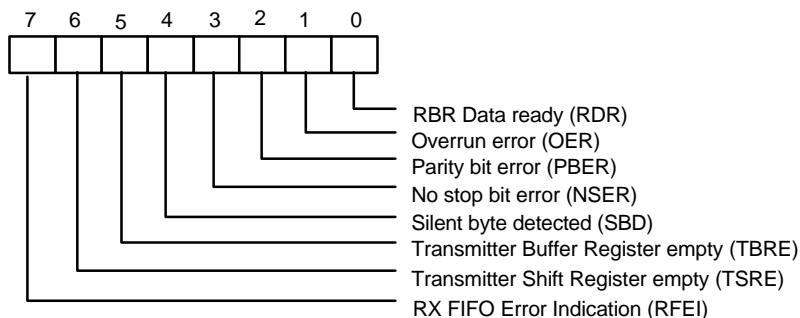 7 6 5 4 3 2 1 0
RBR Data ready (RDR)
Overrun error (OER)
Parity bit error (PBER)
No stop bit error (NSER)
Silent byte detected (SBD)
Transmitter Buffer Register empty (TBRE)
Transmitter Shift Register empty (TSRE)
RX FIFO Error Indication (RFEI)